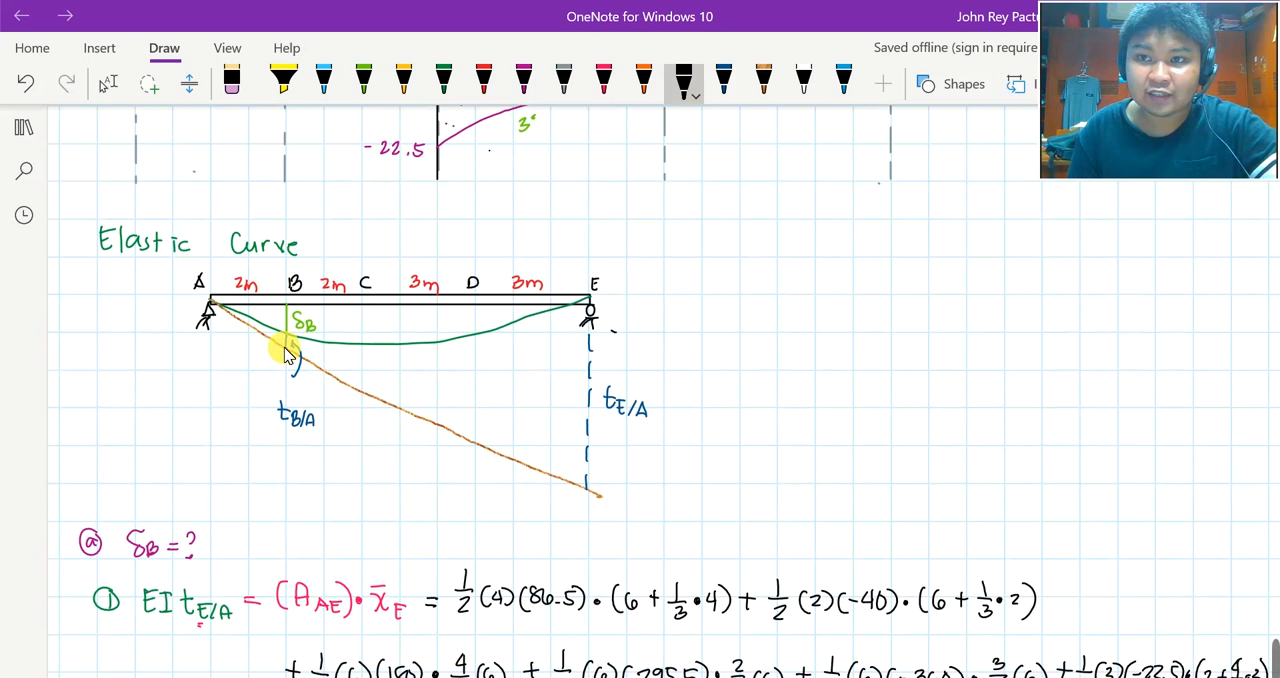 OneNote for Windows 10
John Rey Pactu
Home Insert Draw View Help
Saved offline (sign in require
Shapes
- 22.5
3°
Elastic Curve
A 2m B 2m C 3m D 3m E
δB
tB/A
tE/A
ⓐ δB = ?
① EI tE/A = (A AE) • x̄E = 1/2 (4)(86.5) • (6 + 1/3 • 4) + 1/2 (2)(-40) • (6 + 1/3 • 2)